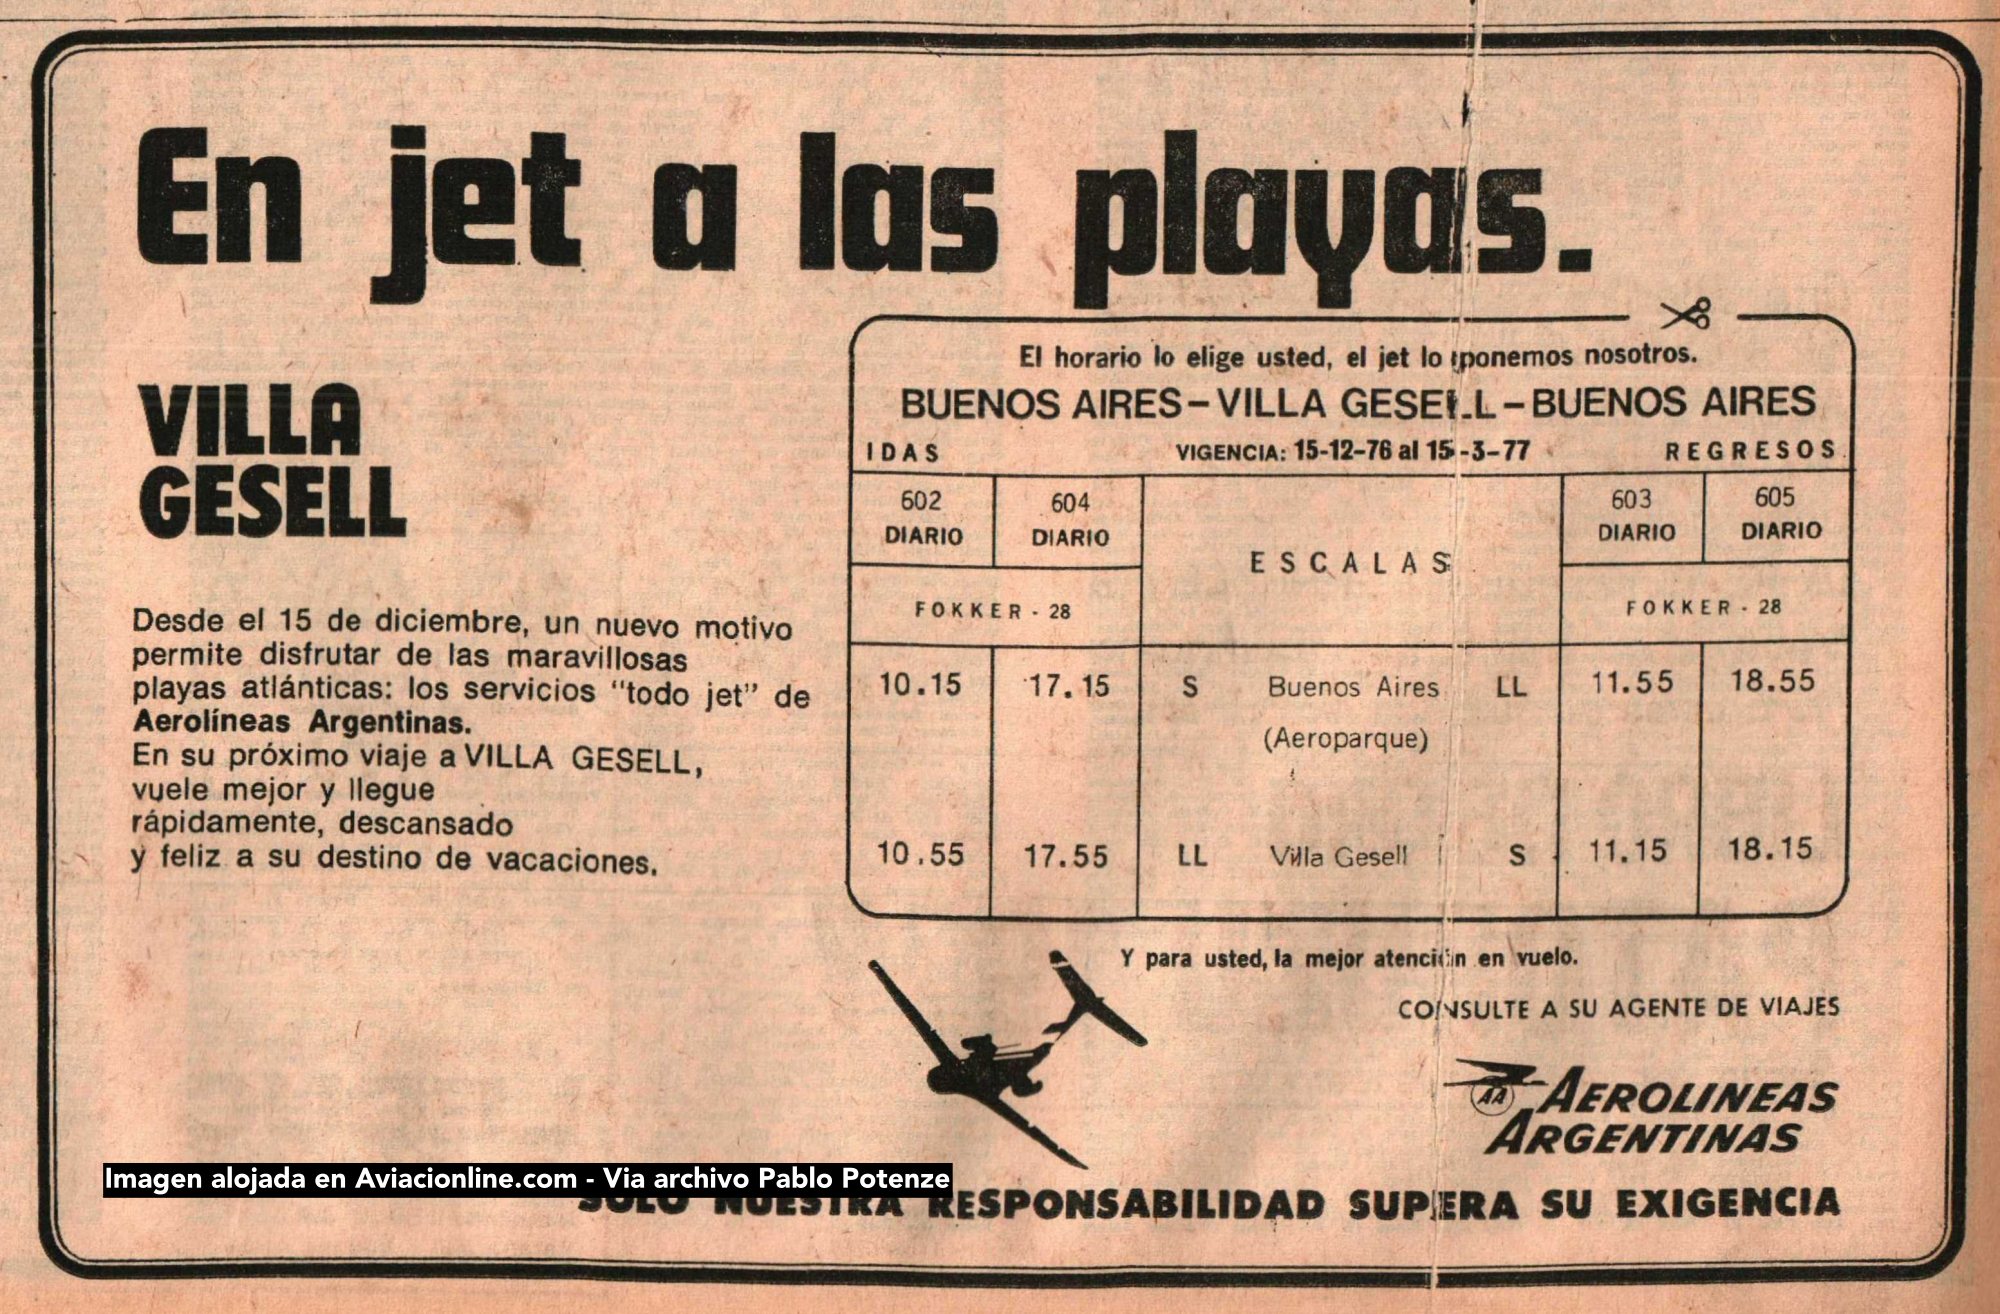 En jet a las playas.
VILLA
GESELL
Desde el 15 de diciembre, un nuevo motivo
permite disfrutar de las maravillosas
playas atlánticas: los servicios "todo jet" de
Aerolíneas Argentinas.
En su próximo viaje a VILLA GESELL,
vuele mejor y llegue
rápidamente, descansado
y feliz a su destino de vacaciones.
El horario lo elige usted, el jet lo ponemos nosotros.
BUENOS AIRES-VILLA GESELL-BUENOS AIRES
IDAS VIGENCIA: 15-12-76 al 15-3-77 REGRESOS
602 604 603 605
DIARIO DIARIO ESCALAS DIARIO DIARIO
FOKKER - 28 FOKKER - 28
10.15 17.15 S Buenos Aires LL 11.55 18.55
(Aeroparque)
10.55 17.55 LL Villa Gesell S 11.15 18.15
Y para usted, la mejor atención en vuelo.
CONSULTE A SU AGENTE DE VIAJES
AA AEROLINEAS
ARGENTINAS
Imagen alojada en Aviacionline.com - Via archivo Pablo Potenze
SOLO NUESTRA RESPONSABILIDAD SUPERA SU EXIGENCIA